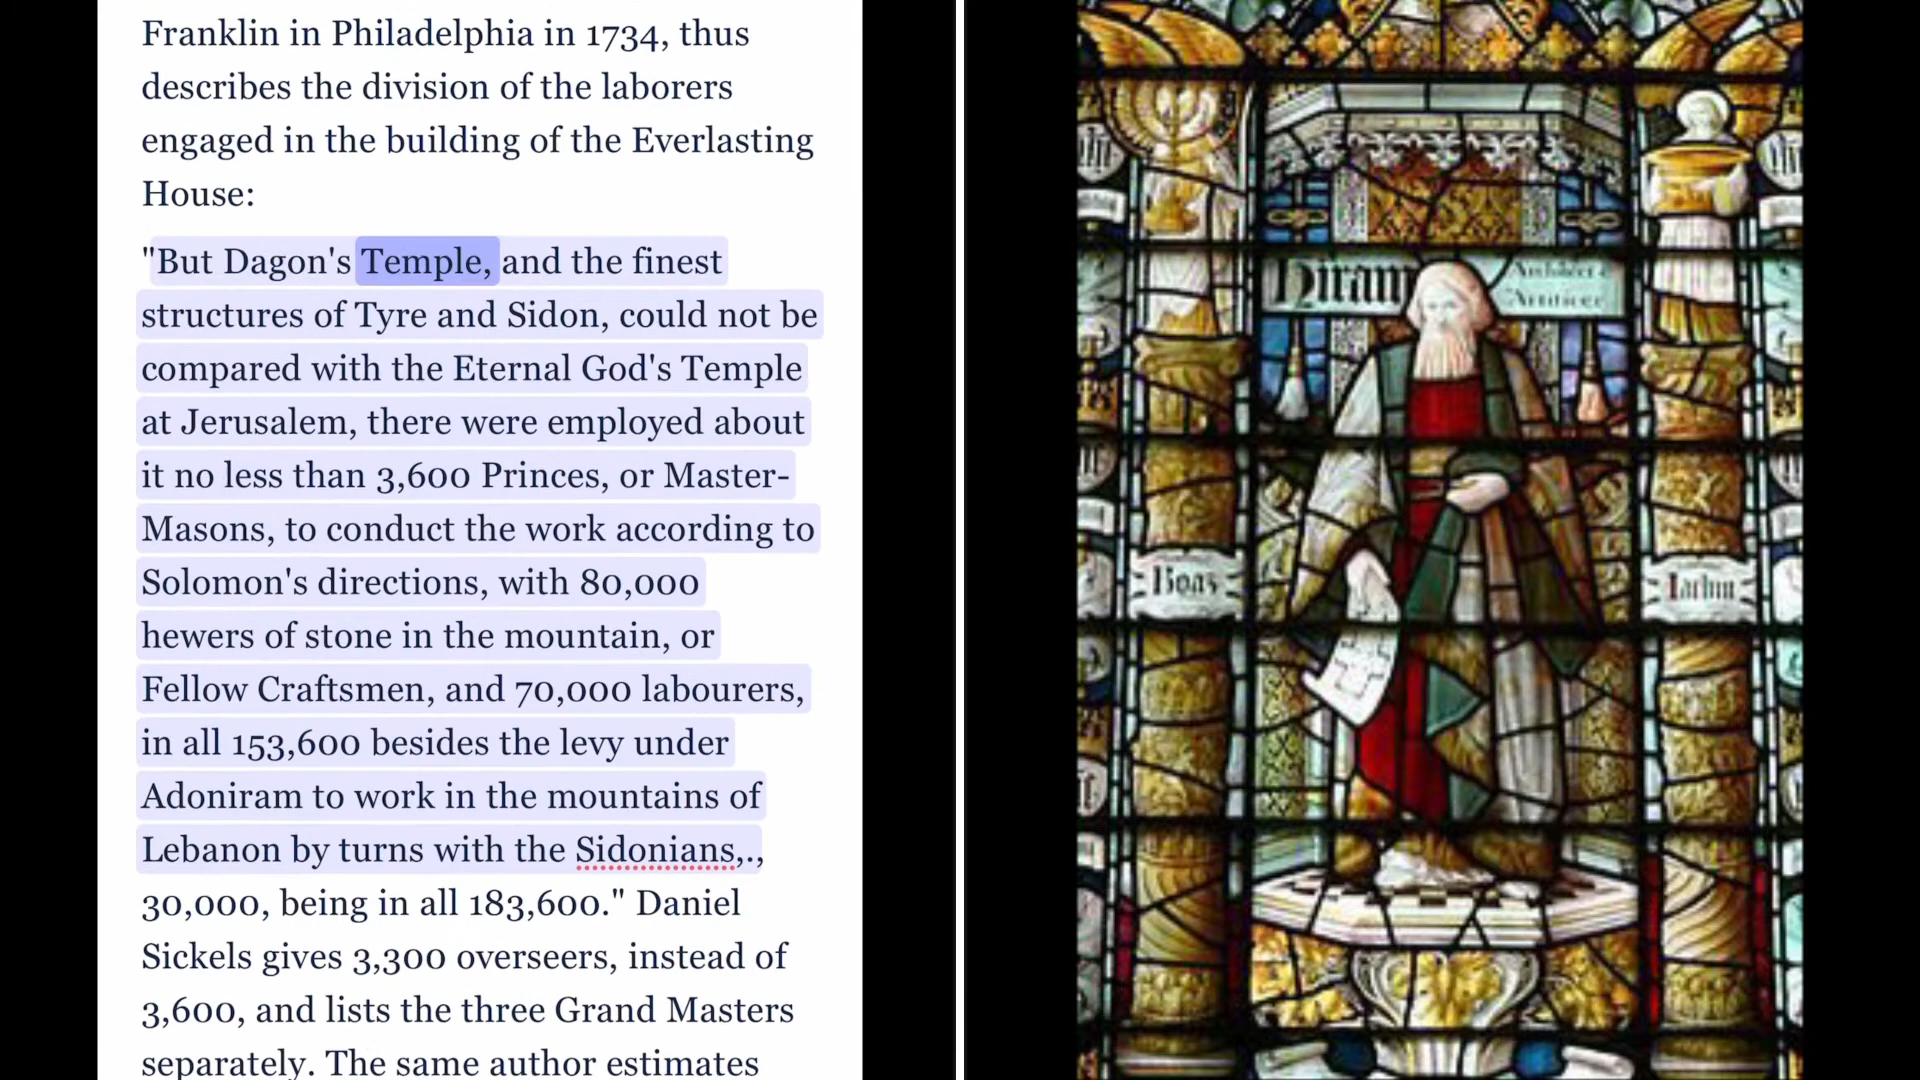 Franklin in Philadelphia in 1734, thus
describes the division of the laborers
engaged in the building of the Everlasting
House:
"But Dagon's Temple, and the finest
structures of Tyre and Sidon, could not be
compared with the Eternal God's Temple
at Jerusalem, there were employed about
it no less than 3,600 Princes, or Master-
Masons, to conduct the work according to
Solomon's directions, with 80,000
hewers of stone in the mountain, or
Fellow Craftsmen, and 70,000 labourers,
in all 153,600 besides the levy under
Adoniram to work in the mountains of
Lebanon by turns with the Sidonians,.,
30,000, being in all 183,600." Daniel
Sickels gives 3,300 overseers, instead of
3,600, and lists the three Grand Masters
separately. The same author estimates
Hiram
Architect &
Artificer
Boas
Iachin